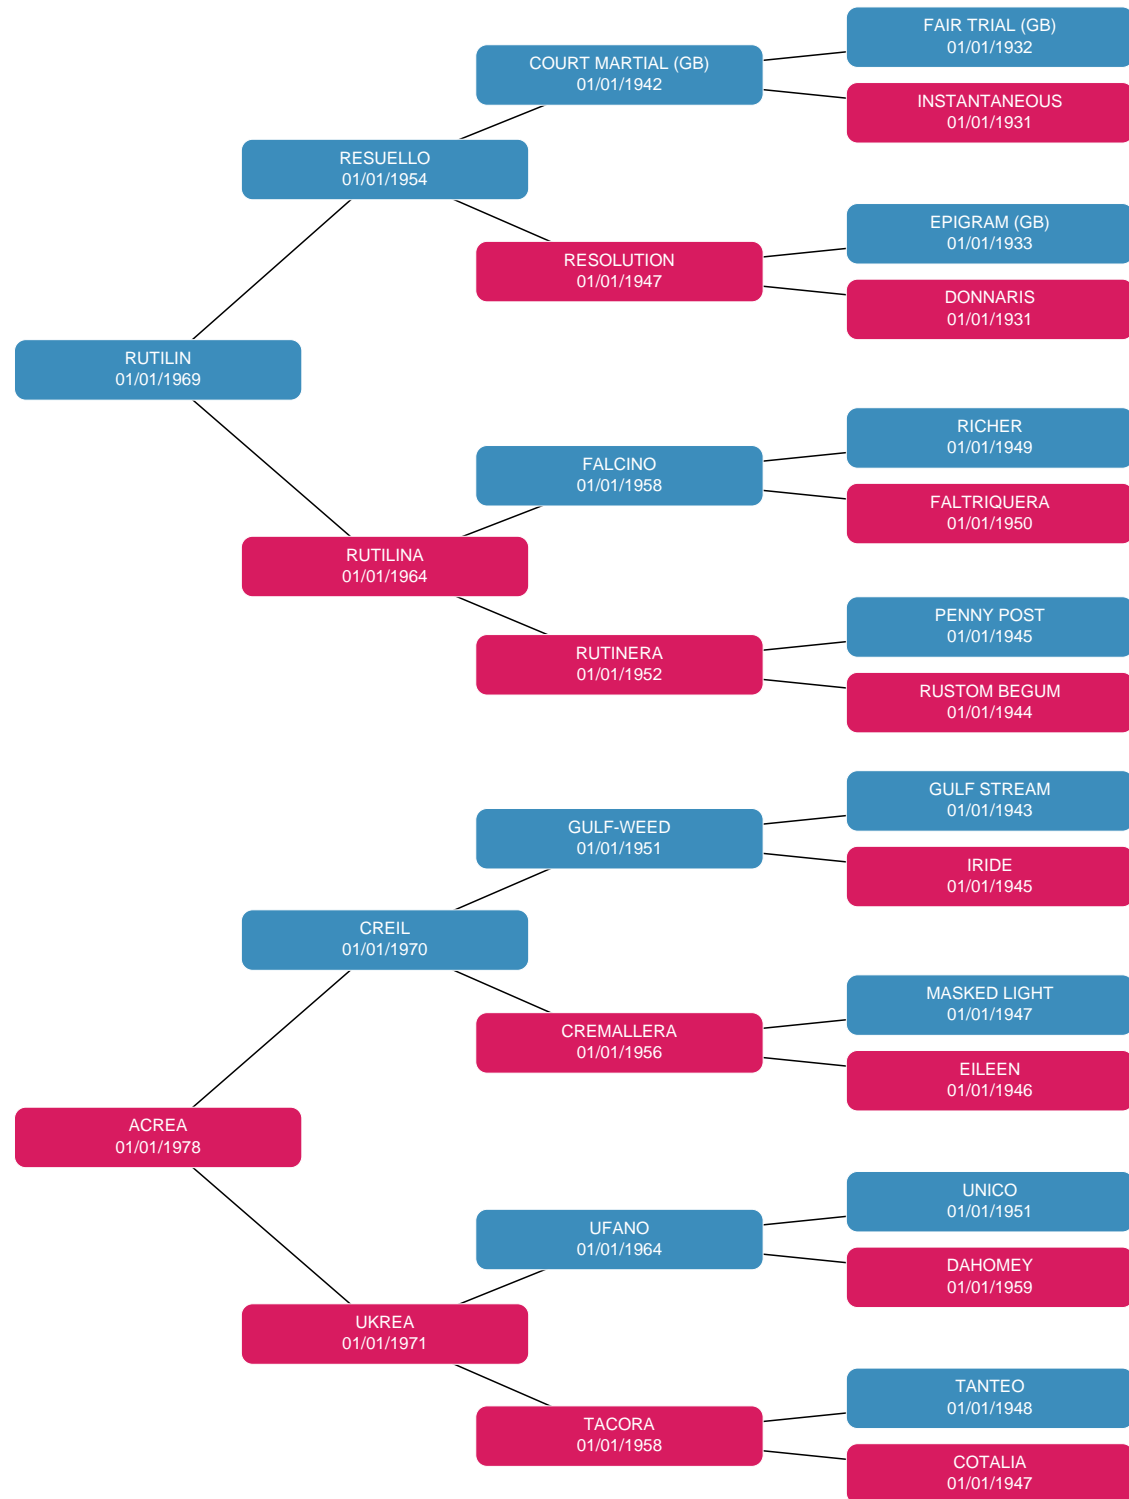 FAIR TRIAL (GB)
01/01/1932
COURT MARTIAL (GB)
01/01/1942
INSTANTANEOUS
01/01/1931
RESUELLO
01/01/1954
EPIGRAM (GB)
01/01/1933
RESOLUTION
01/01/1947
DONNARIS
01/01/1931
RUTILIN
01/01/1969
RICHER
01/01/1949
FALCINO
01/01/1958
FALTRIQUERA
01/01/1950
RUTILINA
01/01/1964
PENNY POST
01/01/1945
RUTINERA
01/01/1952
RUSTOM BEGUM
01/01/1944
GULF STREAM
01/01/1943
GULF-WEED
01/01/1951
IRIDE
01/01/1945
CREIL
01/01/1970
MASKED LIGHT
01/01/1947
CREMALLERA
01/01/1956
EILEEN
01/01/1946
ACREA
01/01/1978
UNICO
01/01/1951
UFANO
01/01/1964
DAHOMEY
01/01/1959
UKREA
01/01/1971
TANTEO
01/01/1948
TACORA
01/01/1958
COTALIA
01/01/1947